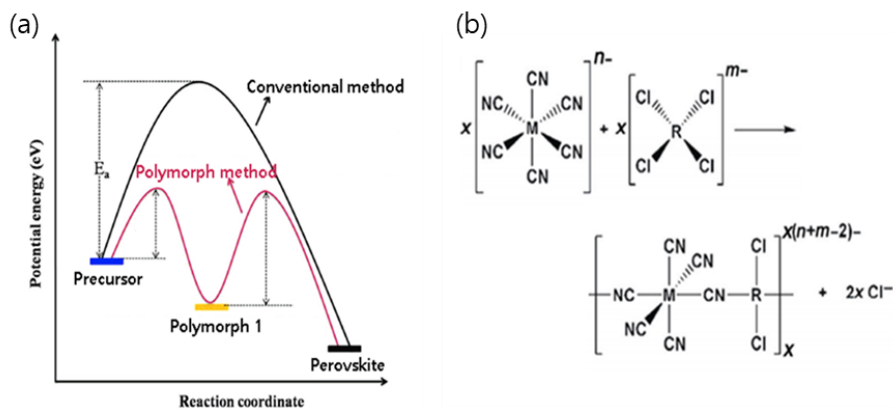 (a)
Potential energy (eV)
Ea
Conventional method
Polymorph method
Precursor
Polymorph 1
Perovskite
Reaction coordinate
(b)
x [ NC NC M CN CN CN CN ] n- + x [ Cl Cl R Cl Cl ] m-
[ NC M CN CN CN NC CN R Cl Cl ] x x(n+m-2)- + 2x Cl–